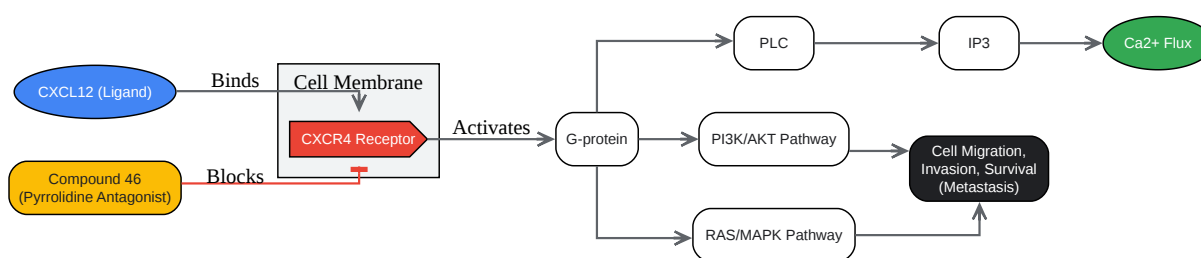 PLC
IP3
Ca2+ Flux
Binds
Cell Membrane
CXCL12 (Ligand)
CXCR4 Receptor
Activates
G-protein
PI3K/AKT Pathway
Cell Migration,
Invasion, Survival
(Metastasis)
Compound 46
(Pyrrolidine Antagonist)
Blocks
RAS/MAPK Pathway